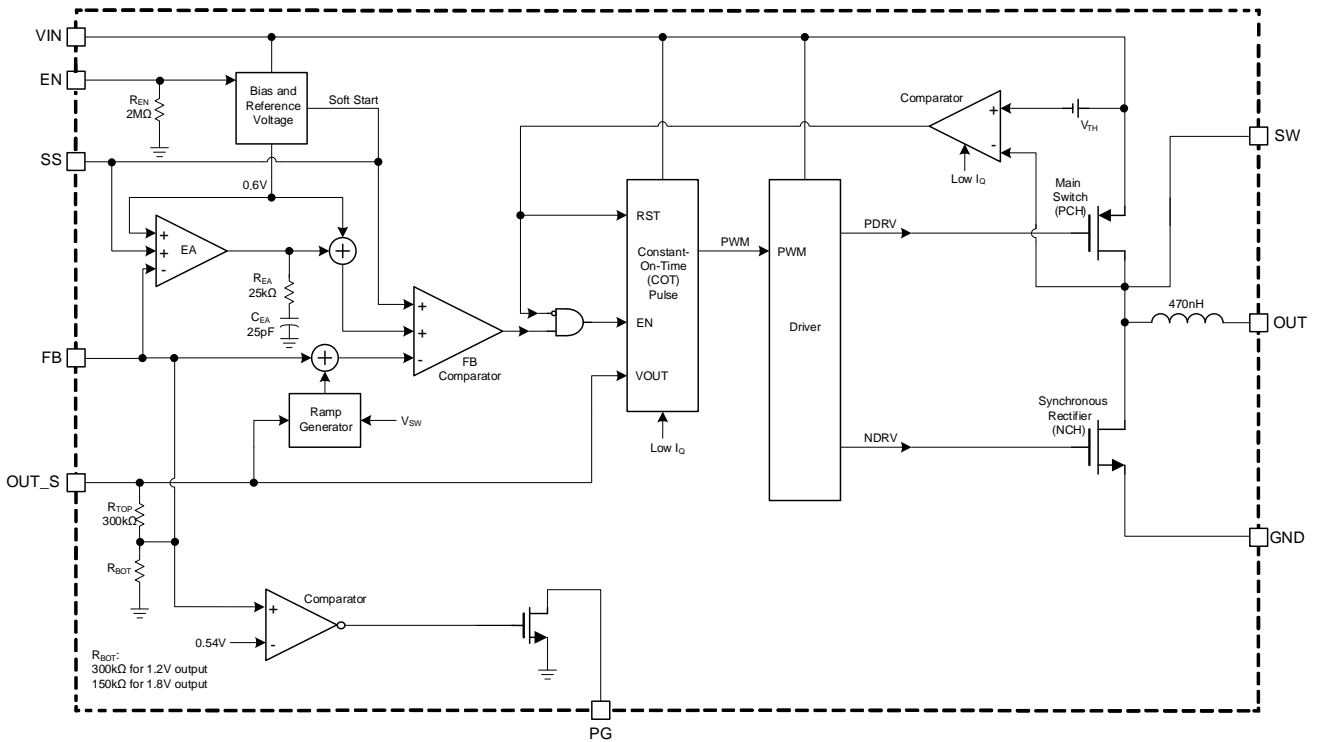 VIN
EN
R_EN
2MΩ
Bias and
Reference
Voltage
Soft Start
SS
0.6V
+
+
-
EA
+
R_EA
25kΩ
C_EA
25pF
FB
+
Ramp
Generator
V_SW
+
+
-
FB
Comparator
OUT_S
R_TOP
300kΩ
R_BOT
R_BOT:
300kΩ for 1.2V output
150kΩ for 1.8V output
0.54V
+
-
Comparator
PG
RST
Constant-
On-Time
(COT)
Pulse
EN
VOUT
Low I_Q
PWM
PWM
Driver
PDRV
NDRV
Comparator
+
-
Low I_Q
V_TH
Main
Switch
(PCH)
SW
470nH
OUT
Synchronous
Rectifier
(NCH)
GND